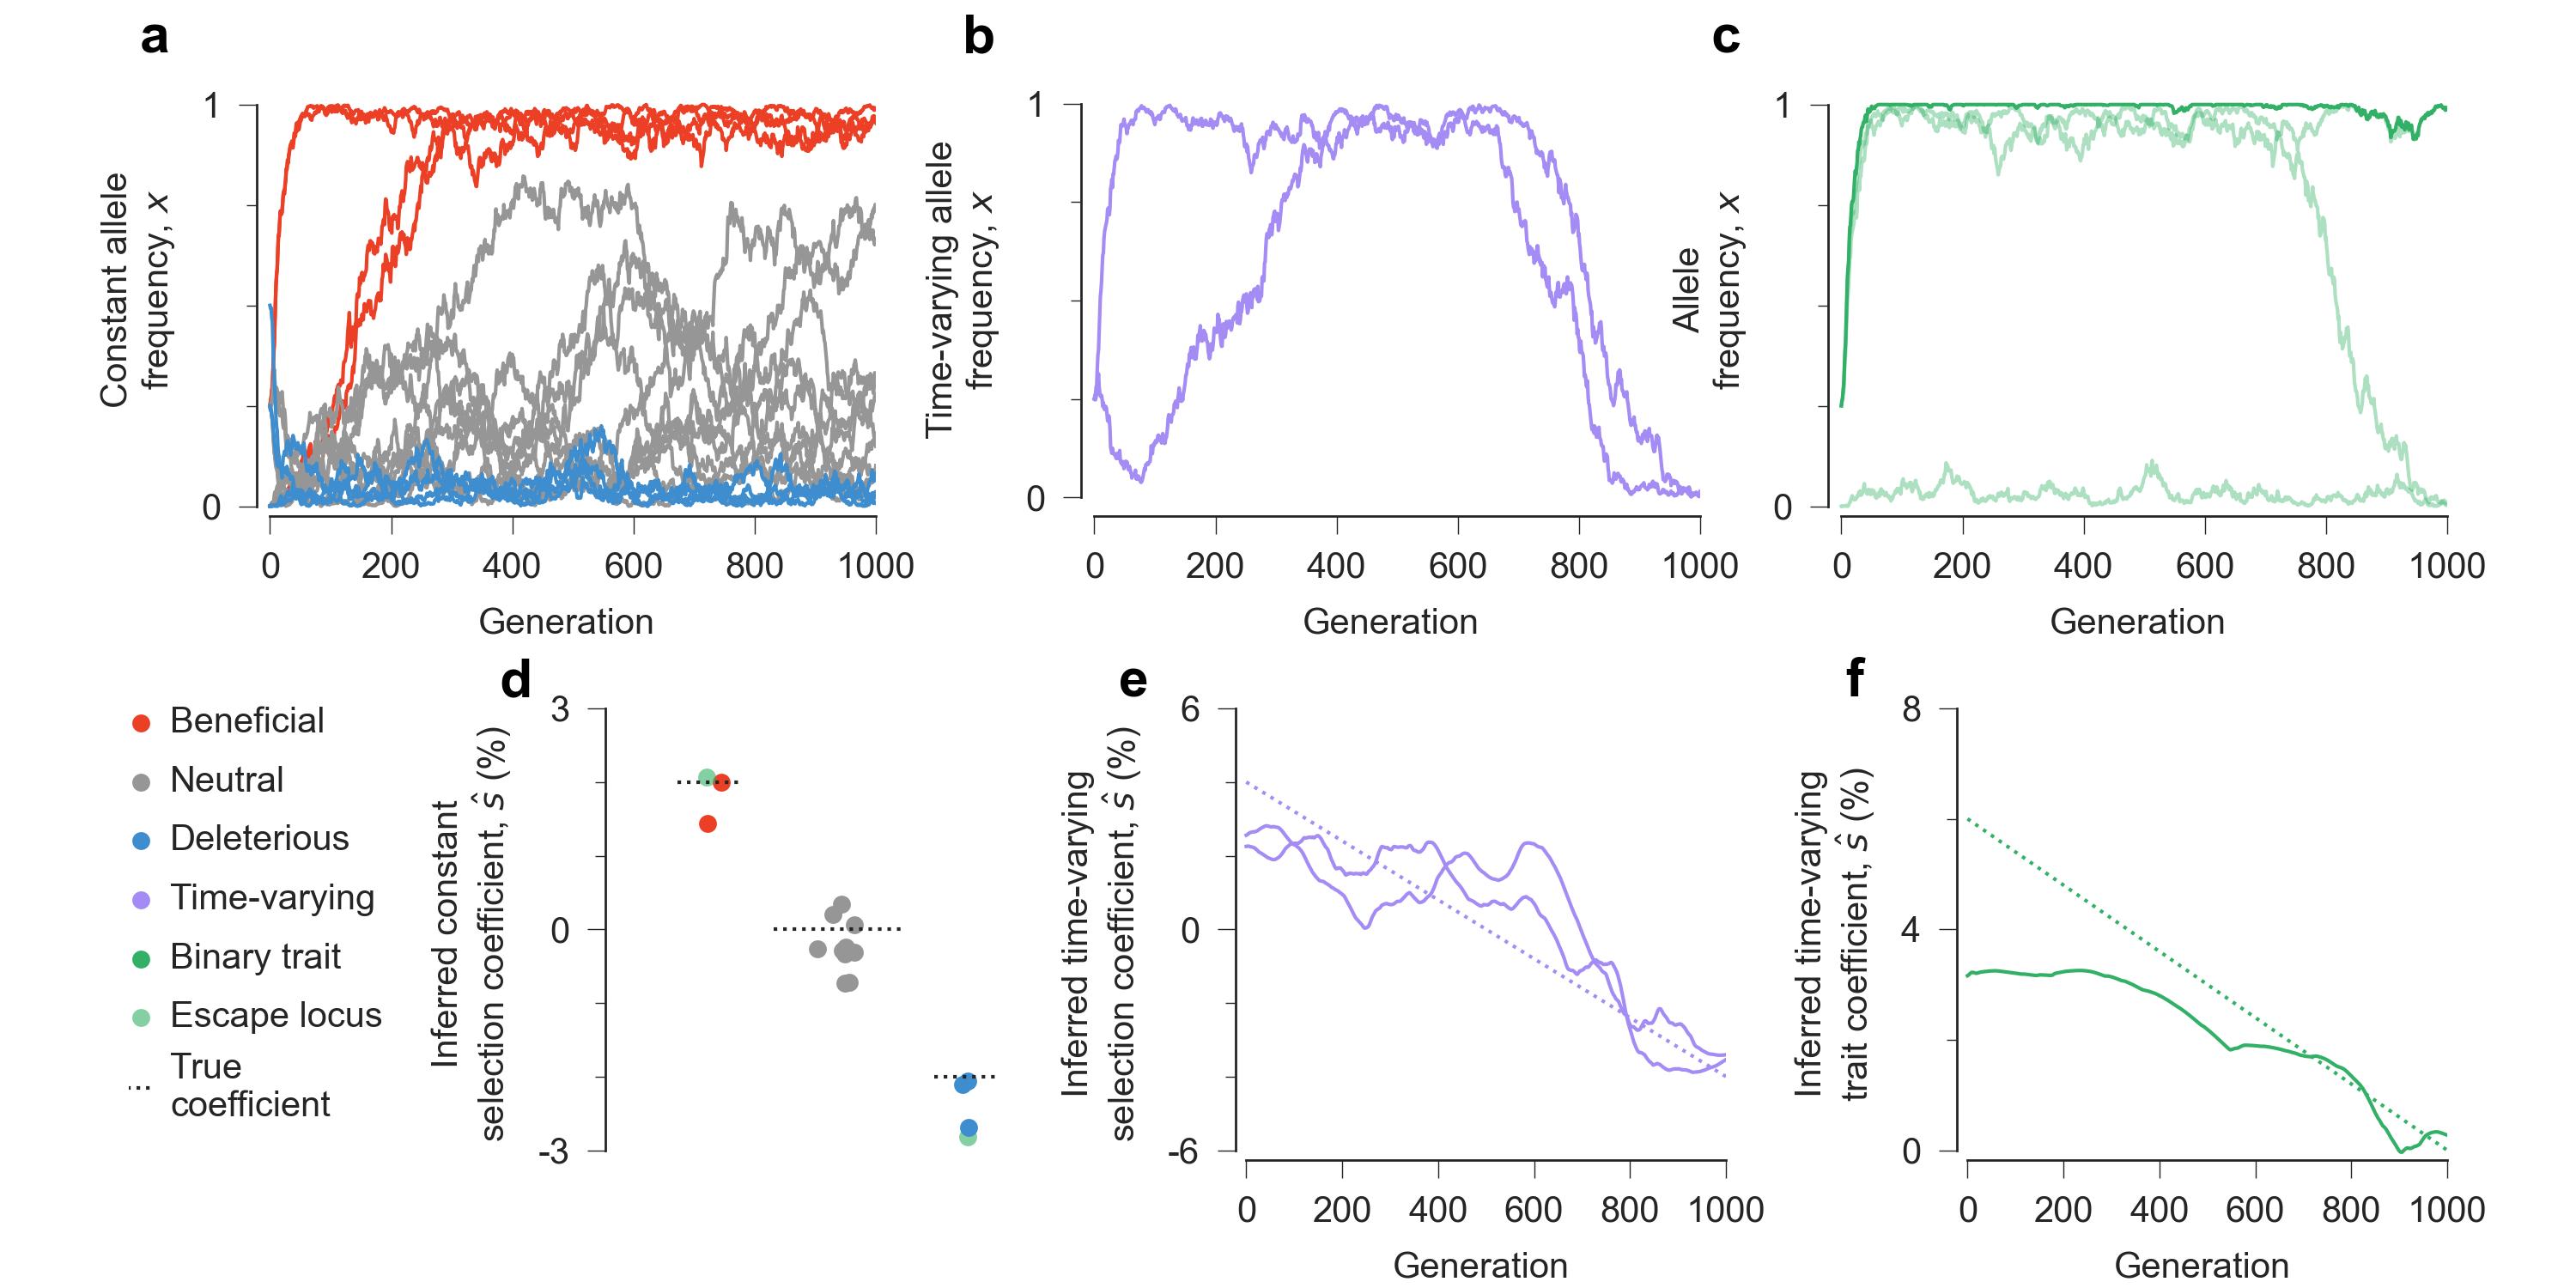 a
1
0
Constant allele
frequency, x
0 200 400 600 800 1000
Generation
b
1
0
Time-varying allele
frequency, x
0 200 400 600 800 1000
Generation
c
1
0
Allele
frequency, x
0 200 400 600 800 1000
Generation
Beneficial
Neutral
Deleterious
Time-varying
Binary trait
Escape locus
True
coefficient
d
3
0
-3
Inferred constant
selection coefficient, ŝ (%)
e
6
0
-6
Inferred time-varying
selection coefficient, ŝ (%)
0 200 400 600 800 1000
Generation
f
8
4
0
Inferred time-varying
trait coefficient, ŝ (%)
0 200 400 600 800 1000
Generation